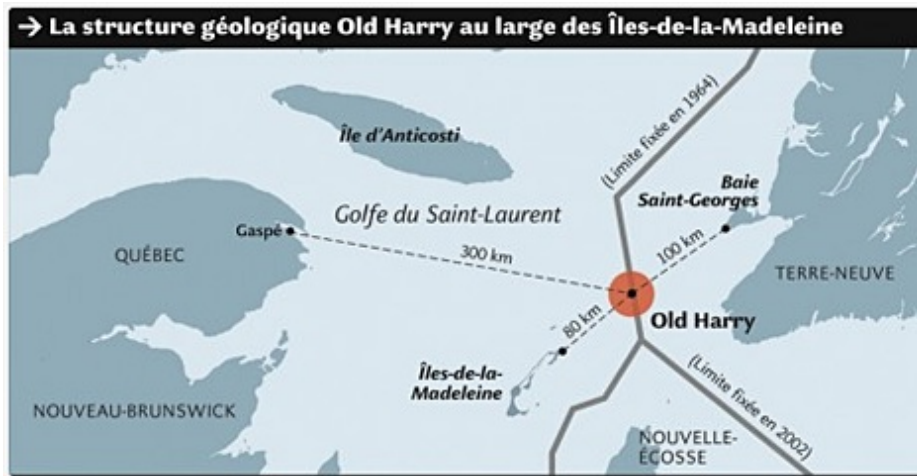 → La structure géologique Old Harry au large des Îles-de-la-Madeleine
Île d'Anticosti
(Limite fixée en 1964)
Baie
Saint-Georges
Golfe du Saint-Laurent
Gaspé
QUÉBEC
300 km
100 km
TERRE-NEUVE
Old Harry
80 km
Îles-de-la-
Madeleine
(Limite fixée en 2002)
NOUVEAU-BRUNSWICK
NOUVELLE-
ÉCOSSE